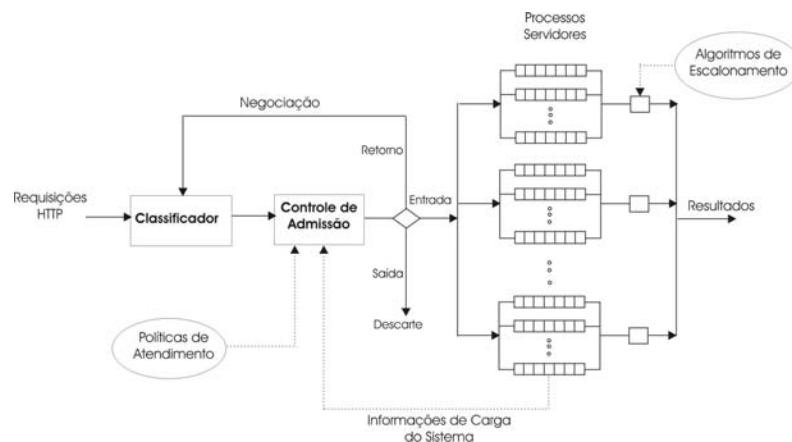 Processos
Servidores
Algoritmos de
Escalonamento
Negociação
Retorno
Requisições
HTTP
Classificador
Controle de
Admissão
Entrada
Resultados
Saída
Descarte
Políticas de
Atendimento
Informações de Carga
do Sistema